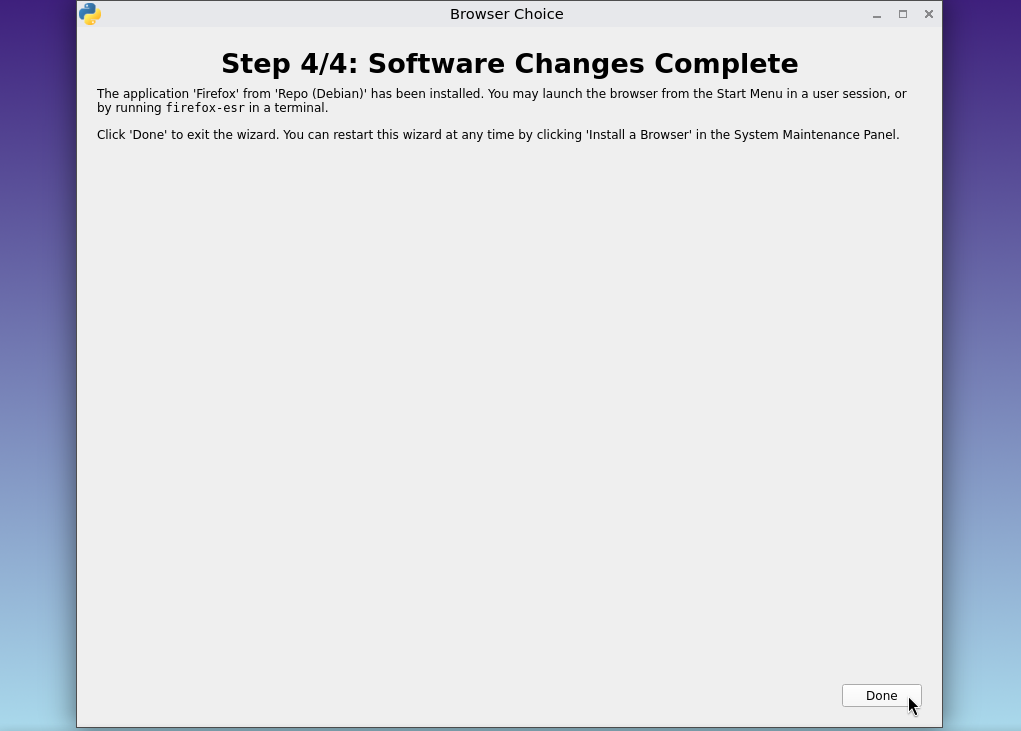 Browser Choice
Step 4/4: Software Changes Complete
The application 'Firefox' from 'Repo (Debian)' has been installed. You may launch the browser from the Start Menu in a user session, or
by running firefox-esr in a terminal.
Click 'Done' to exit the wizard. You can restart this wizard at any time by clicking 'Install a Browser' in the System Maintenance Panel.
Done